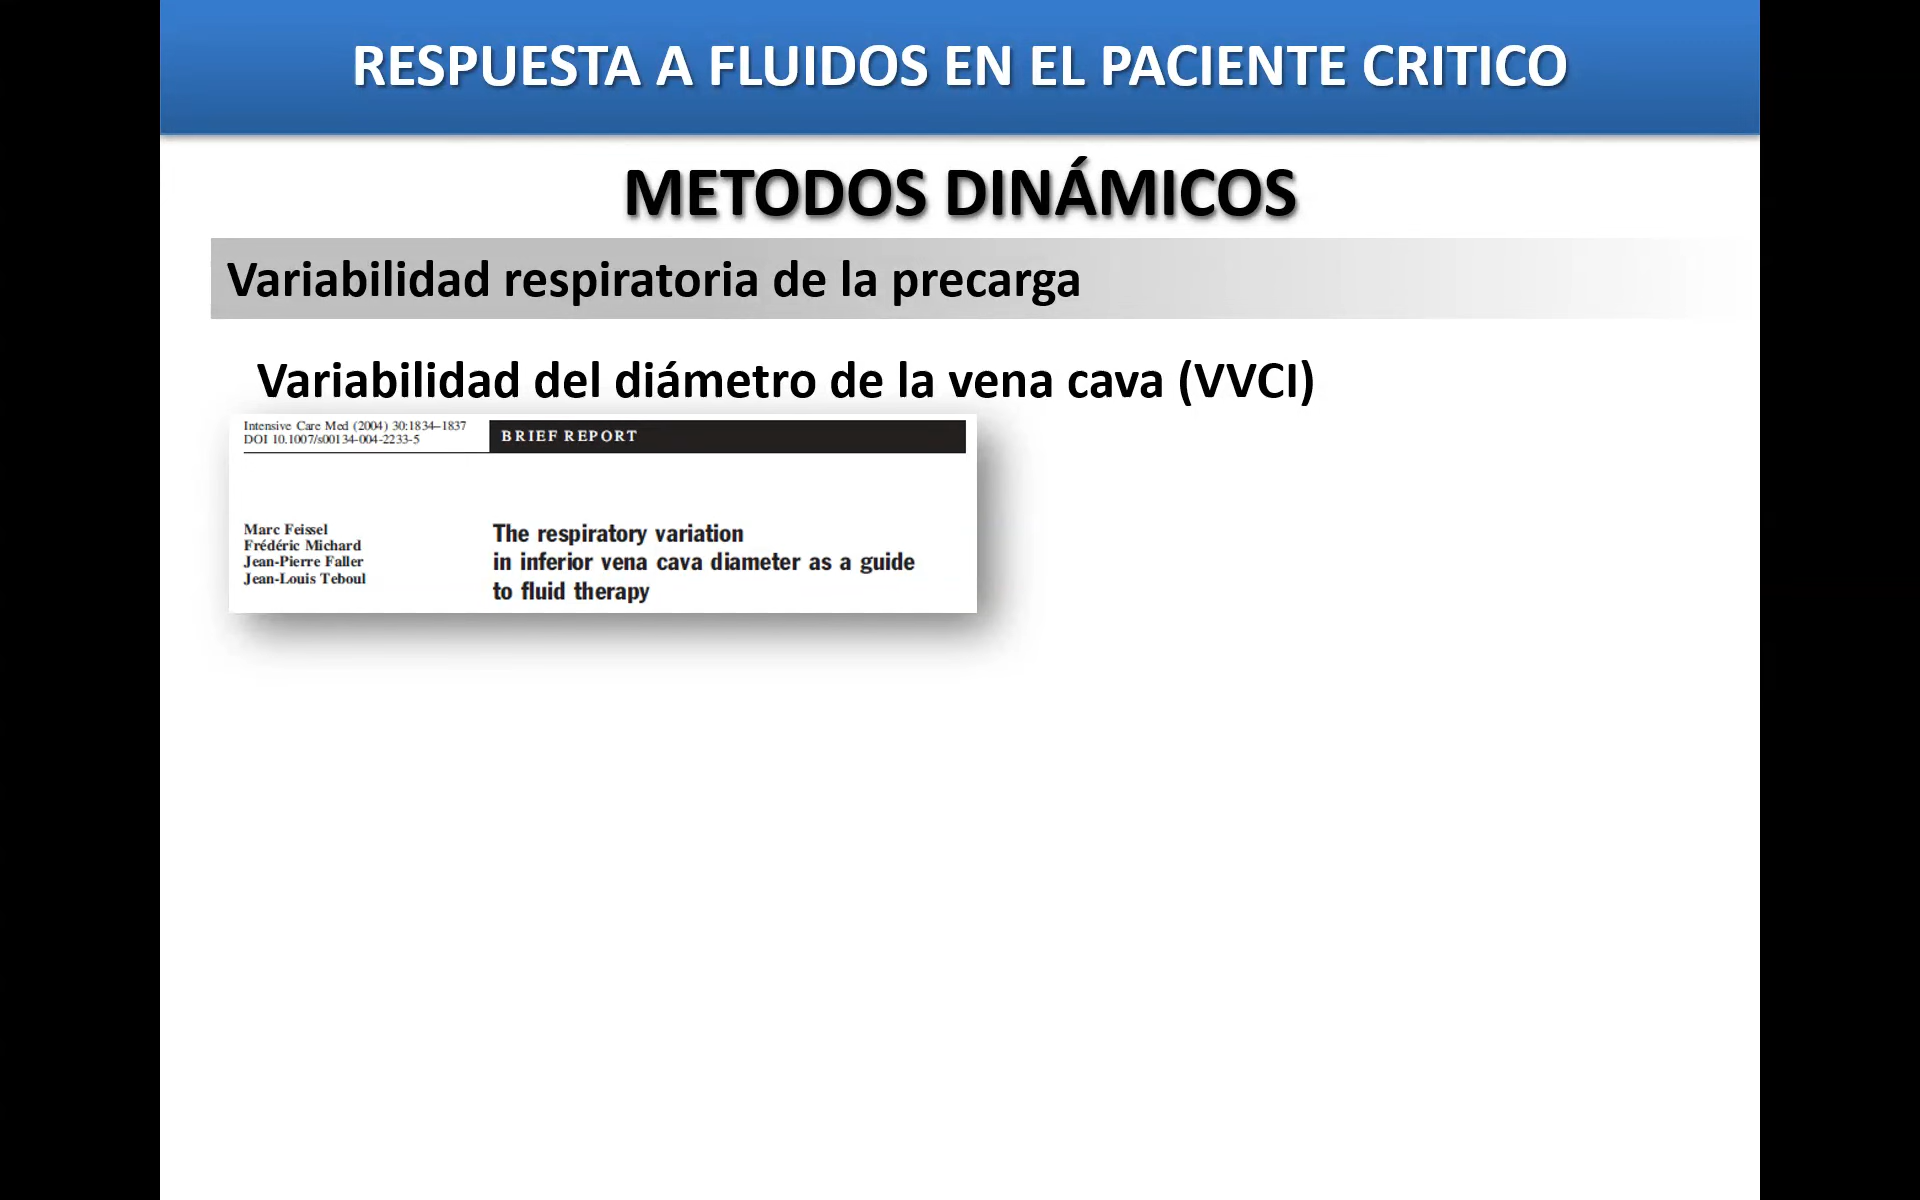 RESPUESTA A FLUIDOS EN EL PACIENTE CRITICO
METODOS DINÁMICOS
Variabilidad respiratoria de la precarga
Variabilidad del diámetro de la vena cava (VVCI)
Intensive Care Med (2004) 30:1834–1837
DOI 10.1007/s00134-004-2233-5
BRIEF REPORT
Marc Feissel
Frédéric Michard
Jean-Pierre Faller
Jean-Louis Teboul
The respiratory variation
in inferior vena cava diameter as a guide
to fluid therapy